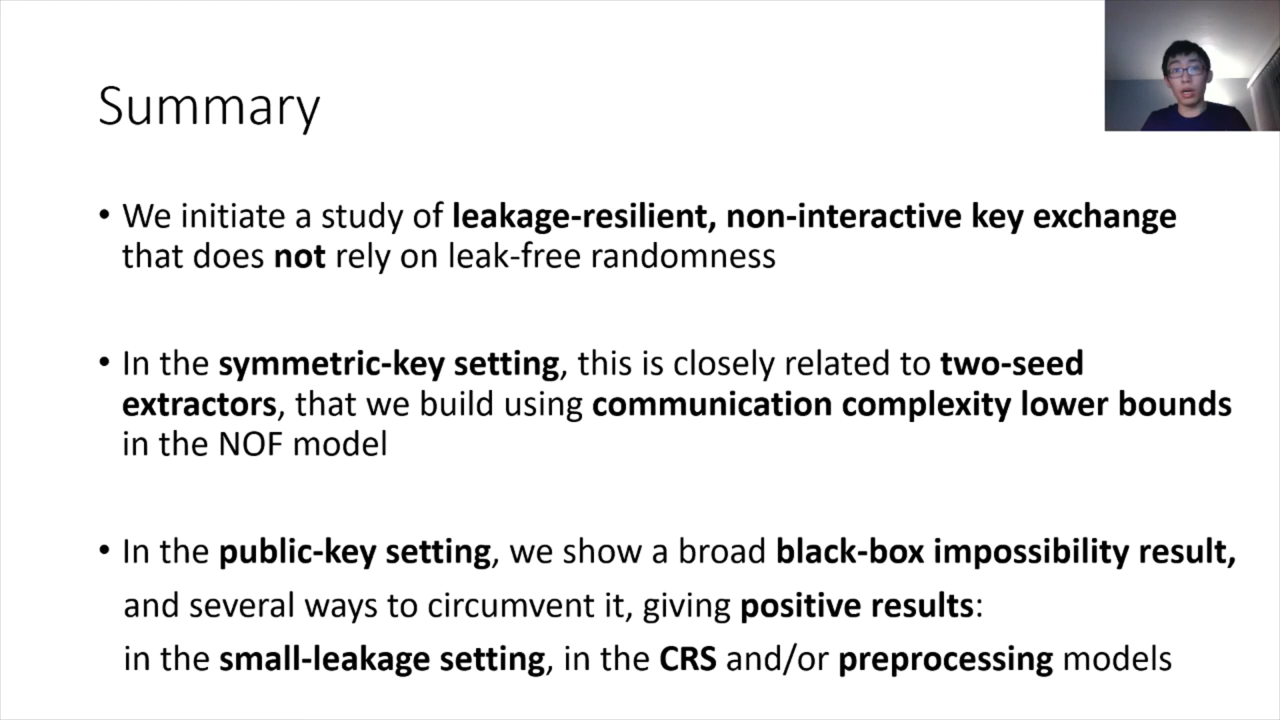 Summary
• We initiate a study of leakage-resilient, non-interactive key exchange
that does not rely on leak-free randomness
• In the symmetric-key setting, this is closely related to two-seed
extractors, that we build using communication complexity lower bounds
in the NOF model
• In the public-key setting, we show a broad black-box impossibility result,
and several ways to circumvent it, giving positive results:
in the small-leakage setting, in the CRS and/or preprocessing models